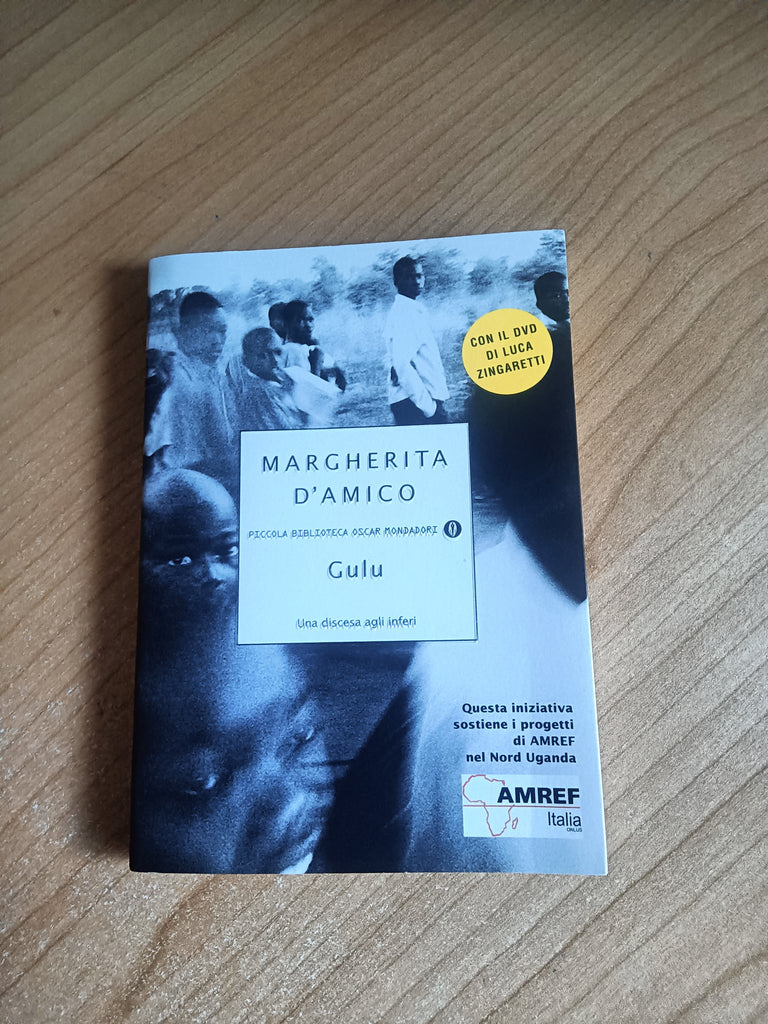 CON IL DVD
DI LUCA
ZINGARETTI
MARGHERITA
D'AMICO
PICCOLA BIBLIOTECA OSCAR MONDADORI
Gulu
Una discesa agli inferi
Questa iniziativa
sostiene i progetti
di AMREF
nel Nord Uganda
AMREF
Italia
ONLUS